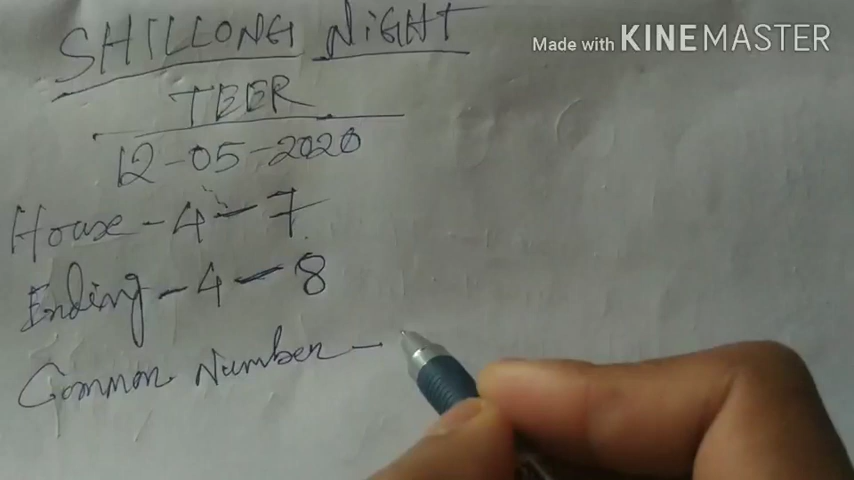 SHILLONG NIGHT
Made with KINEMASTER
TEER
12-05-2020
House - 4 - 7
Ending - 4 - 8
Common Number -